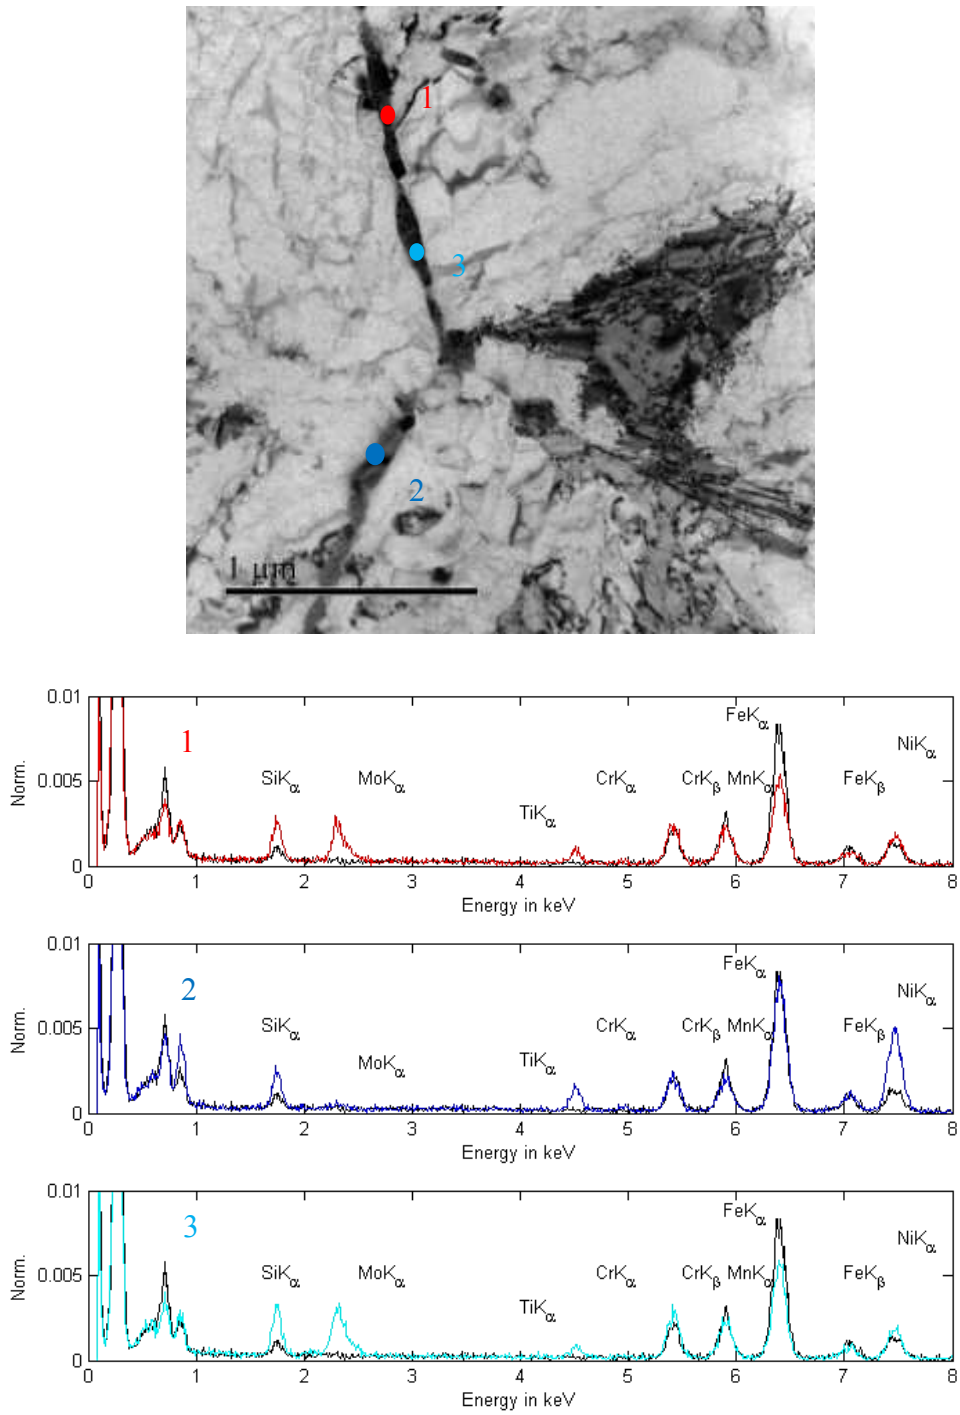 1
3
2
1 μm
0.01
0.005
0
Norm.
1
SiKα
MoKα
TiKα
CrKα
CrKβ
MnKα
FeKα
FeKβ
NiKα
0 1 2 3 4 5 6 7 8
Energy in keV
0.01
0.005
0
Norm.
2
SiKα
MoKα
TiKα
CrKα
CrKβ
MnKα
FeKα
FeKβ
NiKα
0 1 2 3 4 5 6 7 8
Energy in keV
0.01
0.005
0
Norm.
3
SiKα
MoKα
TiKα
CrKα
CrKβ
MnKα
FeKα
FeKβ
NiKα
0 1 2 3 4 5 6 7 8
Energy in keV